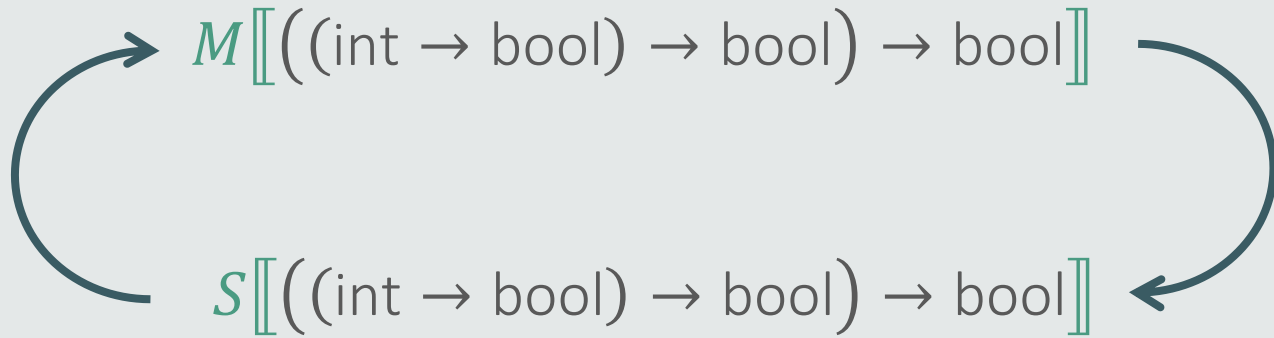 M⟦((int → bool) → bool) → bool⟧
S⟦((int → bool) → bool) → bool⟧